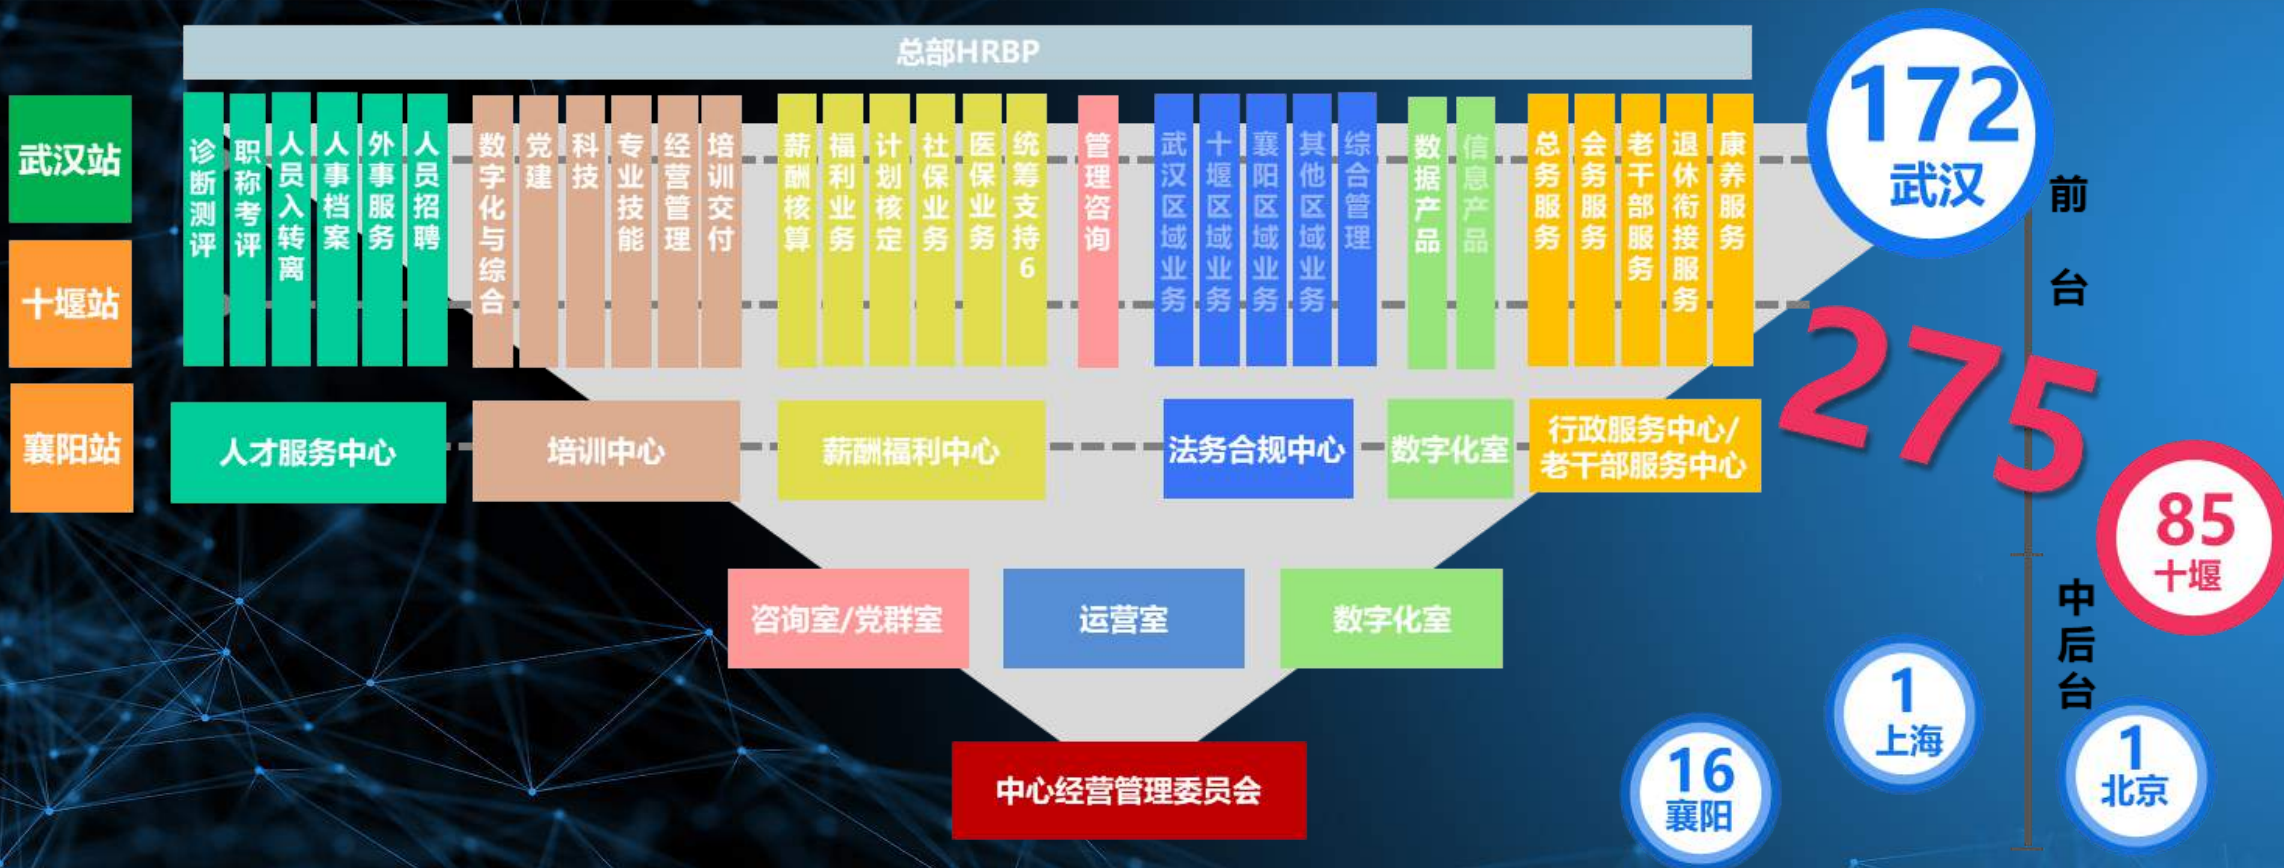 总部HRBP
武汉站
十堰站
襄阳站
诊断测评
职称考评
人员入转离
人事档案
外事服务
人员招聘
数字化与综合
党建
科技
专业技能
经营管理
培训交付
薪酬核算
福利业务
计划核定
社保业务
医保业务
统筹支持6
管理咨询
武汉区域业务
十堰区域业务
襄阳区域业务
其他区域业务
综合管理
数据产品
信息产品
总务服务
会务服务
老干部服务
退休衔接服务
康养服务
人才服务中心
培训中心
薪酬福利中心
法务合规中心
数字化室
行政服务中心/
老干部服务中心
咨询室/党群室
运营室
数字化室
中心经营管理委员会
172
武汉
前台
275
85
十堰
中后台
1
上海
16
襄阳
1
北京